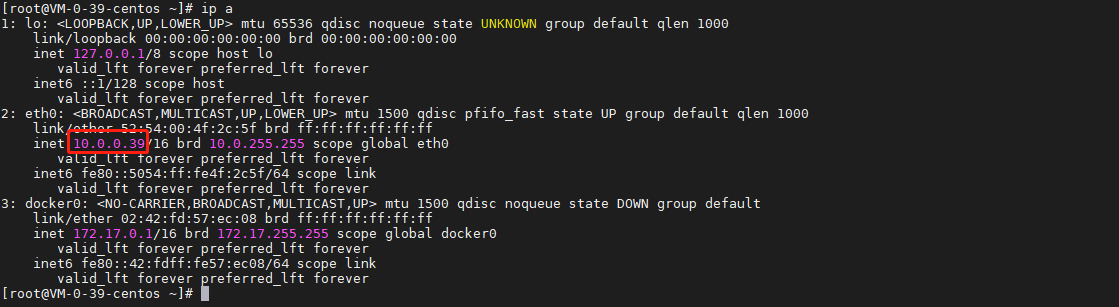 [root@VM-0-39-centos ~]# ip a
1: lo: <LOOPBACK,UP,LOWER_UP> mtu 65536 qdisc noqueue state UNKNOWN group default qlen 1000
    link/loopback 00:00:00:00:00:00 brd 00:00:00:00:00:00
    inet 127.0.0.1/8 scope host lo
       valid_lft forever preferred_lft forever
    inet6 ::1/128 scope host
       valid_lft forever preferred_lft forever
2: eth0: <BROADCAST,MULTICAST,UP,LOWER_UP> mtu 1500 qdisc pfifo_fast state UP group default qlen 1000
    link/ether 52:54:00:4f:2c:5f brd ff:ff:ff:ff:ff:ff
    inet 10.0.0.39/16 brd 10.0.255.255 scope global eth0
       valid_lft forever preferred_lft forever
    inet6 fe80::5054:ff:fe4f:2c5f/64 scope link
       valid_lft forever preferred_lft forever
3: docker0: <NO-CARRIER,BROADCAST,MULTICAST,UP> mtu 1500 qdisc noqueue state DOWN group default
    link/ether 02:42:fd:57:ec:08 brd ff:ff:ff:ff:ff:ff
    inet 172.17.0.1/16 brd 172.17.255.255 scope global docker0
       valid_lft forever preferred_lft forever
    inet6 fe80::42:fdff:fe57:ec08/64 scope link
       valid_lft forever preferred_lft forever
[root@VM-0-39-centos ~]#